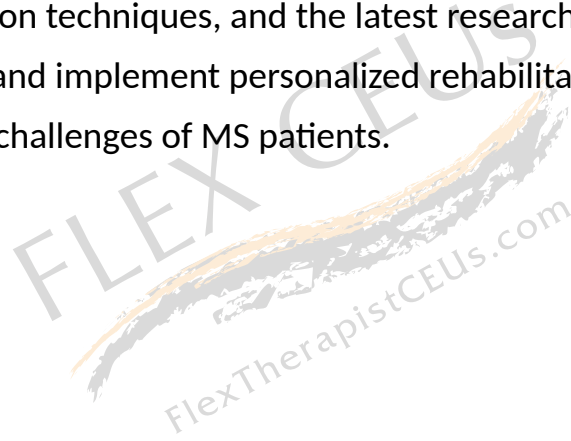 on techniques, and the latest research
and implement personalized rehabilita
challenges of MS patients.
FLEX CEUs
FlexTherapistCEUs.com